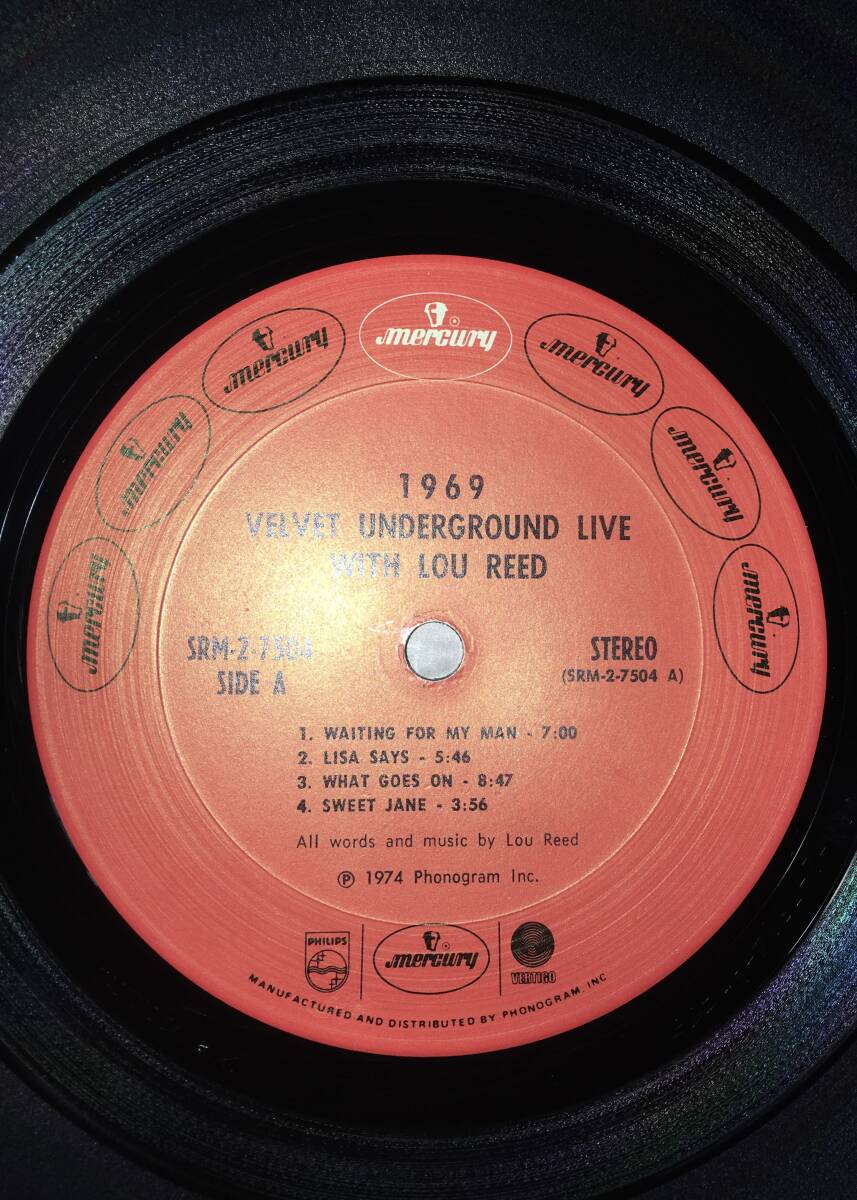 mercury
mercury
mercury
mercury
mercury
mercury
mercury
1969
VELVET UNDERGROUND LIVE
WITH LOU REED
SRM-2-7504
SIDE A
STEREO
(SRM-2-7504 A)
1. WAITING FOR MY MAN - 7:00
2. LISA SAYS - 5:46
3. WHAT GOES ON - 8:47
4. SWEET JANE - 3:56
All words and music by Lou Reed
℗ 1974 Phonogram Inc.
PHILIPS
mercury
VERTIGO
MANUFACTURED AND DISTRIBUTED BY PHONOGRAM, INC